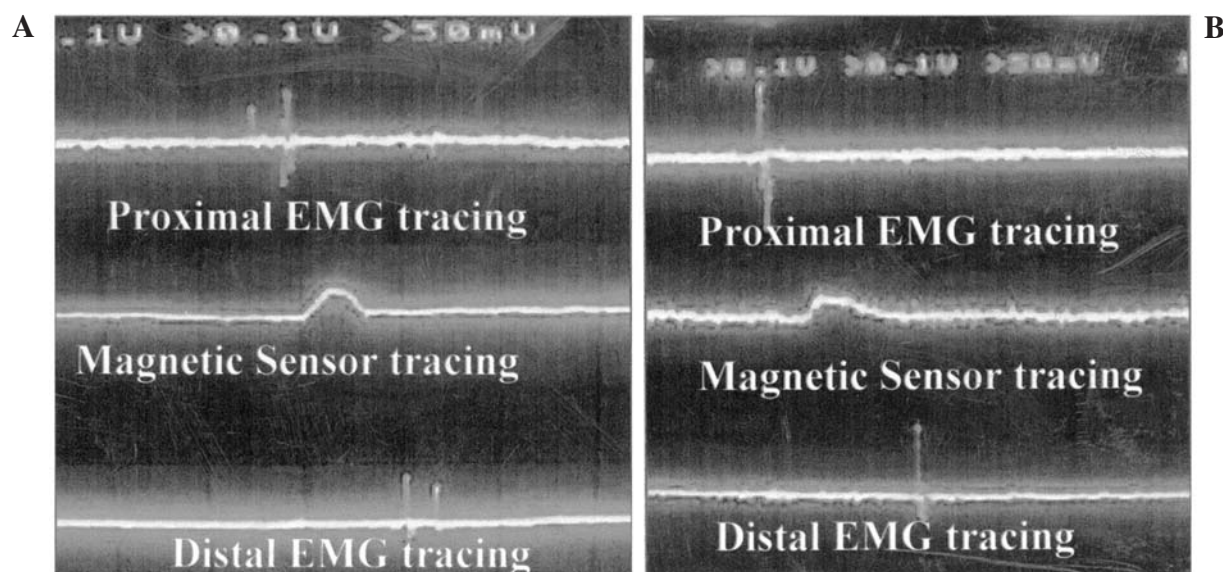 A
B
.1V >0.1V >50mV
Proximal EMG tracing
Magnetic Sensor tracing
Distal EMG tracing
>0.1V >0.1V >50mV
Proximal EMG tracing
Magnetic Sensor tracing
Distal EMG tracing